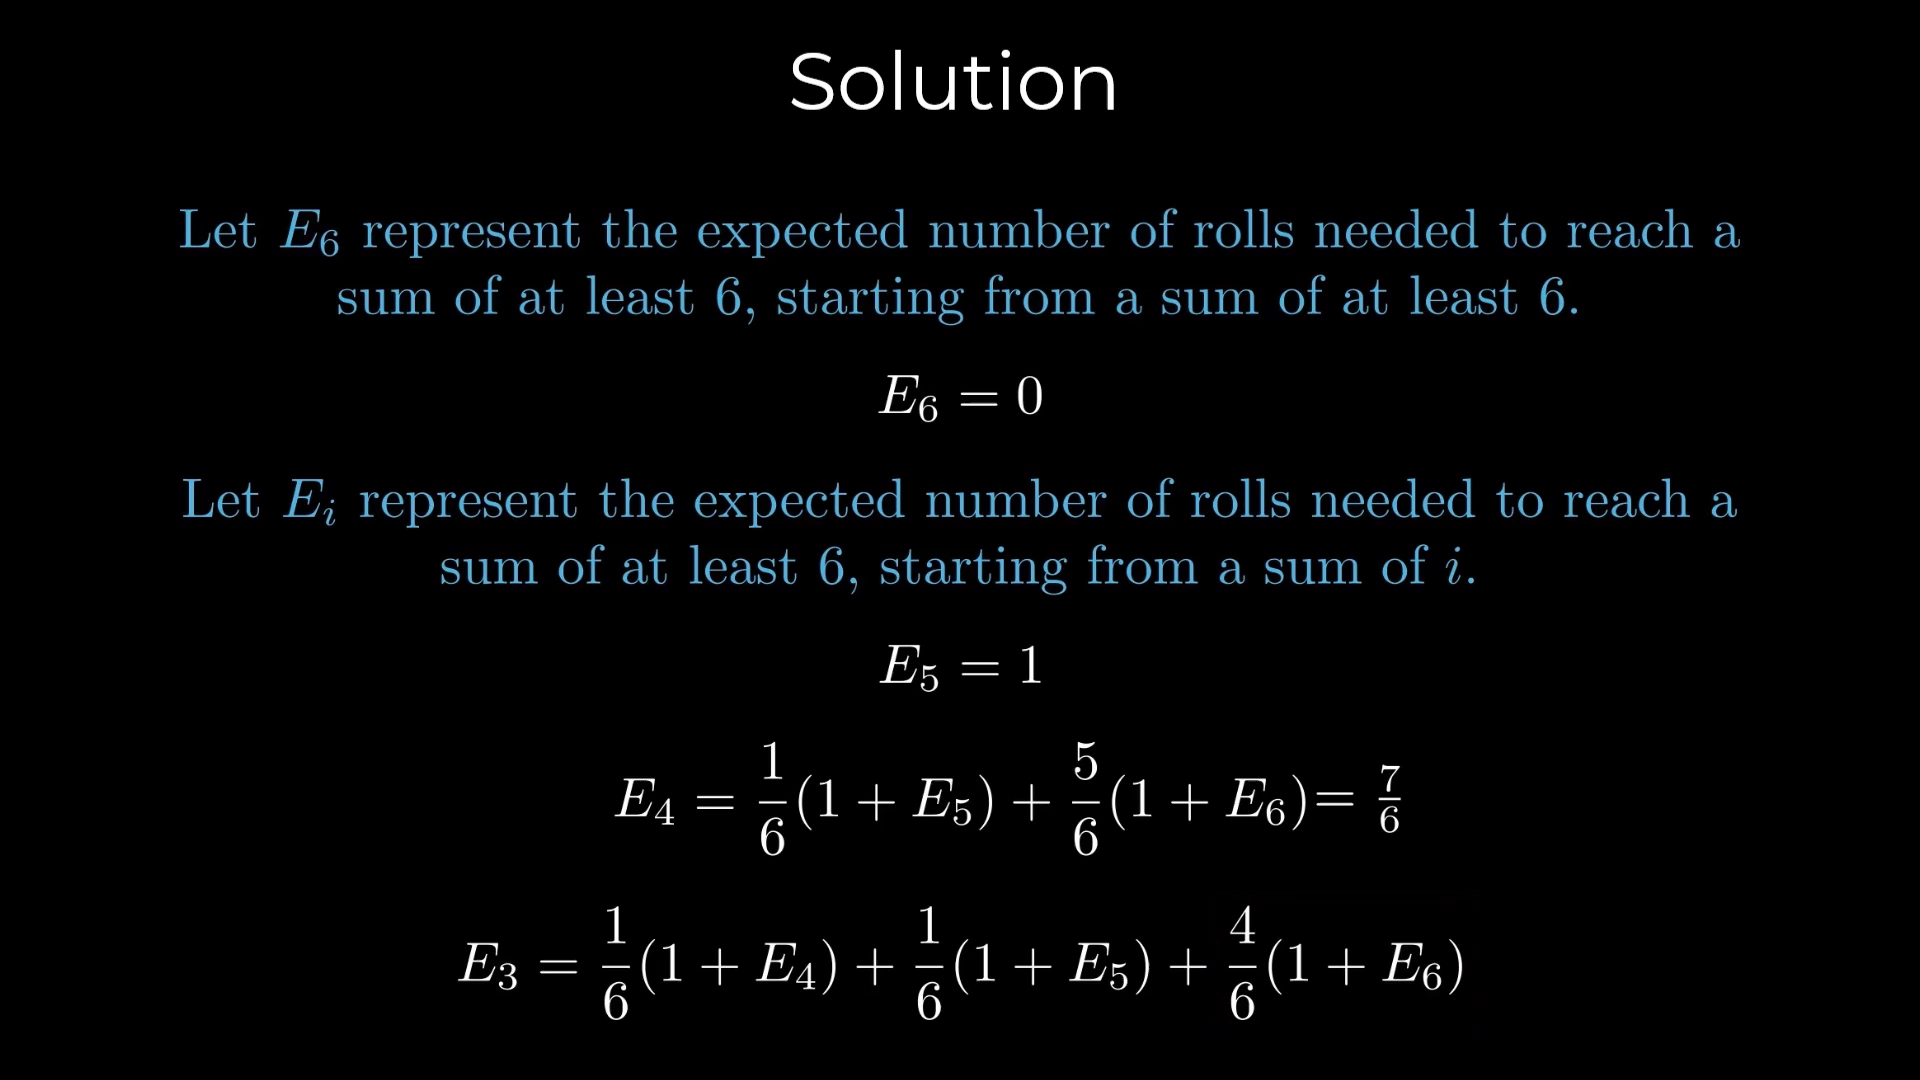 Solution
Let E₆ represent the expected number of rolls needed to reach a
sum of at least 6, starting from a sum of at least 6.
E₆ = 0
Let Eᵢ represent the expected number of rolls needed to reach a
sum of at least 6, starting from a sum of i.
E₅ = 1
E₄ = 1/6(1 + E₅) + 5/6(1 + E₆) = 7/6
E₃ = 1/6(1 + E₄) + 1/6(1 + E₅) + 4/6(1 + E₆)